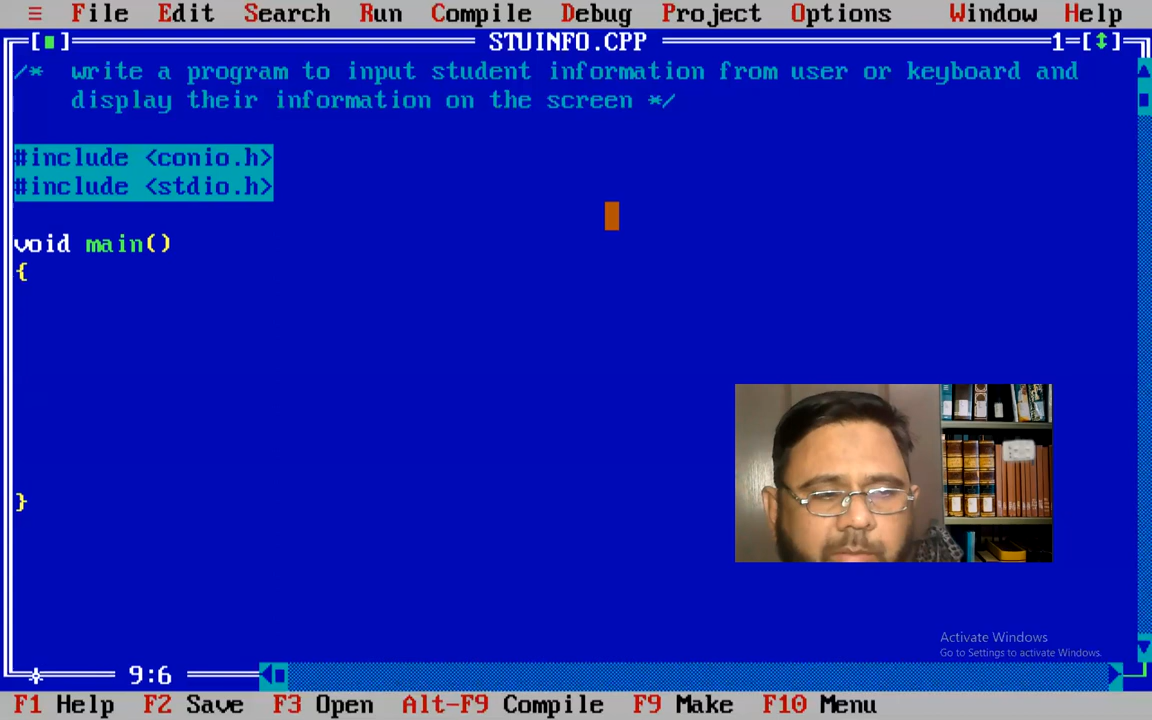 ≡ File Edit Search Run Compile Debug Project Options Window Help
[■] STUINFO.CPP 1=[↕]
/* write a program to input student information from user or keyboard and
display their information on the screen */
#include <conio.h>
#include <stdio.h>
void main()
{
}
Activate Windows
Go to Settings to activate Windows.
9:6
F1 Help F2 Save F3 Open Alt-F9 Compile F9 Make F10 Menu